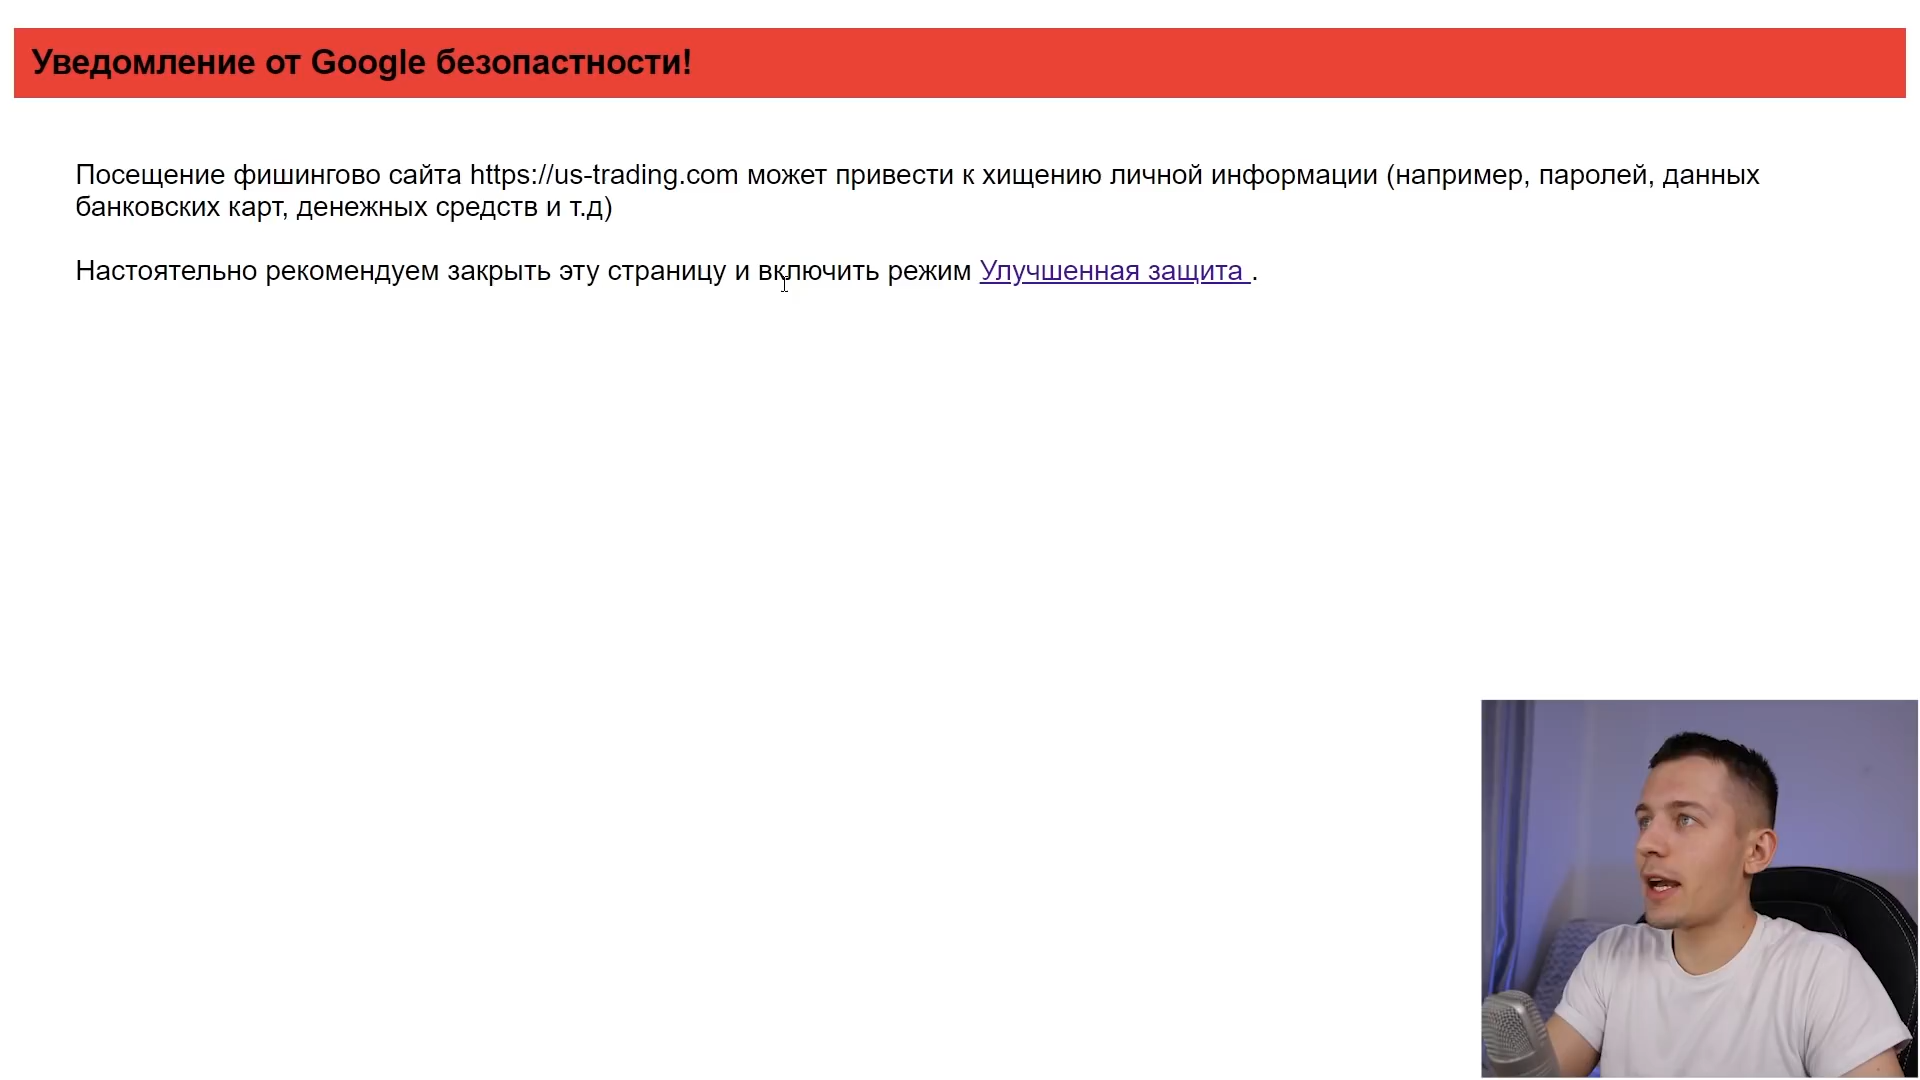 Уведомление от Google безопастности!
Посещение фишингово сайта https://us-trading.com может привести к хищению личной информации (например, паролей, данных
банковских карт, денежных средств и т.д)
Настоятельно рекомендуем закрыть эту страницу и включить режим Улучшенная защита .